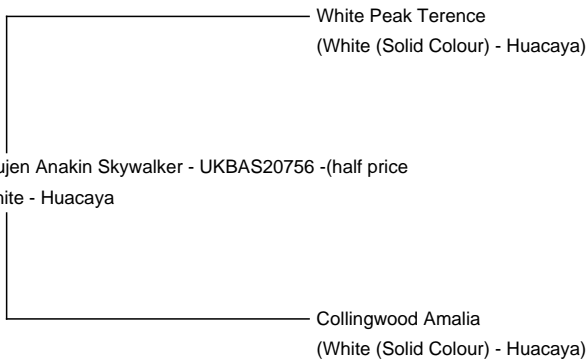 White Peak Terence
(White (Solid Colour) - Huacaya)
Anakin Skywalker - UKBAS20756 -(half price
- Huacaya
Collingwood Amalia
(White (Solid Colour) - Huacaya)